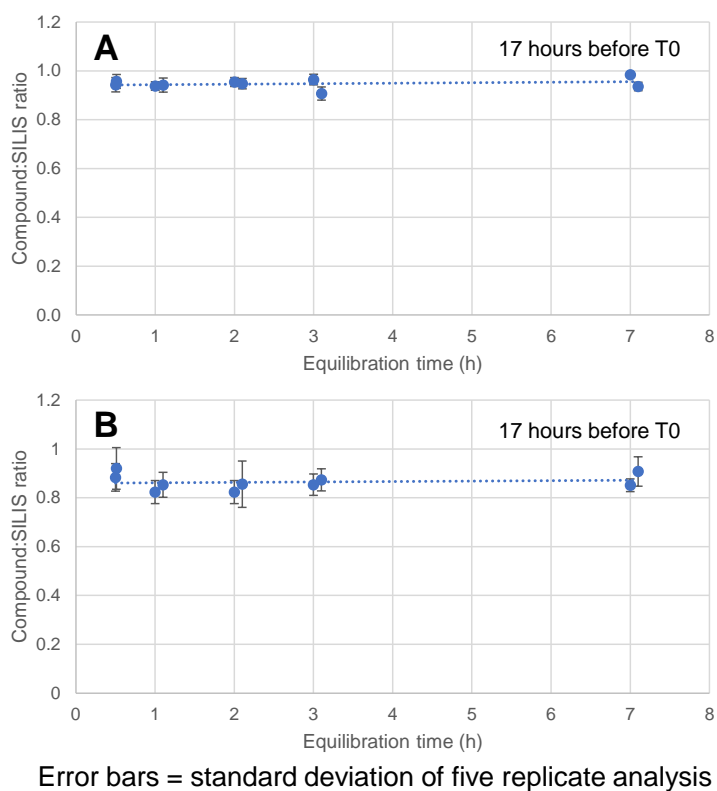 A
17 hours before T0
1.2
1.0
0.8
0.6
0.4
0.2
0.0
Compound:SILIS ratio
0 1 2 3 4 5 6 7 8
Equilibration time (h)
B
17 hours before T0
1.2
1
0.8
0.6
0.4
0.2
0
Compound:SILIS ratio
0 1 2 3 4 5 6 7 8
Equilibration time (h)
Error bars = standard deviation of five replicate analysis